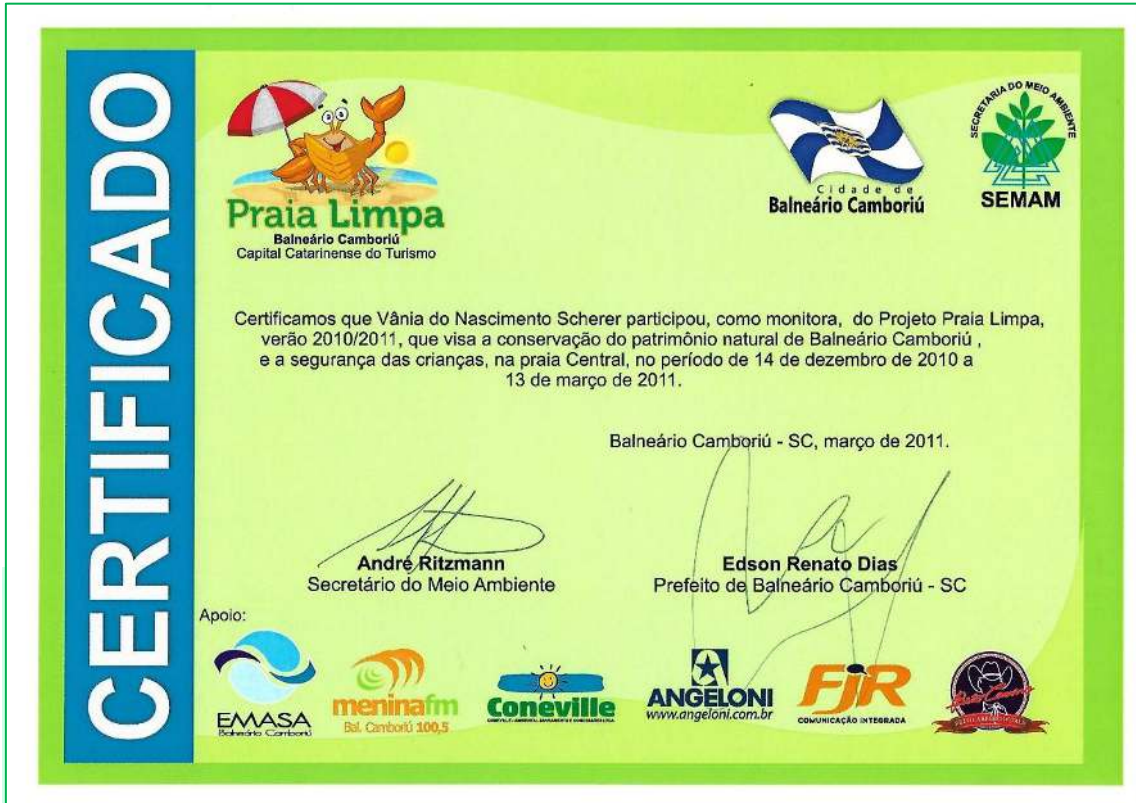 CERTIFICADO
Praia Limpa
Balneário Camboriú
Capital Catarinense do Turismo
Cidade de
Balneário Camboriú
SECRETARIA DO MEIO AMBIENTE
SEMAM
Certificamos que Vânia do Nascimento Scherer participou, como monitora, do Projeto Praia Limpa,
verão 2010/2011, que visa a conservação do patrimônio natural de Balneário Camboriú ,
e a segurança das crianças, na praia Central, no período de 14 de dezembro de 2010 a
13 de março de 2011.
Balneário Camboriú - SC, março de 2011.
André Ritzmann
Secretário do Meio Ambiente
Edson Renato Dias
Prefeito de Balneário Camboriú - SC
Apoio:
EMASA
Balneário Camboriú
meninafm
Bal. Camboriú 100,5
Coneville
ANGELONI
www.angeloni.com.br
FJR
COMUNICAÇÃO INTEGRADA
Beto Carrero